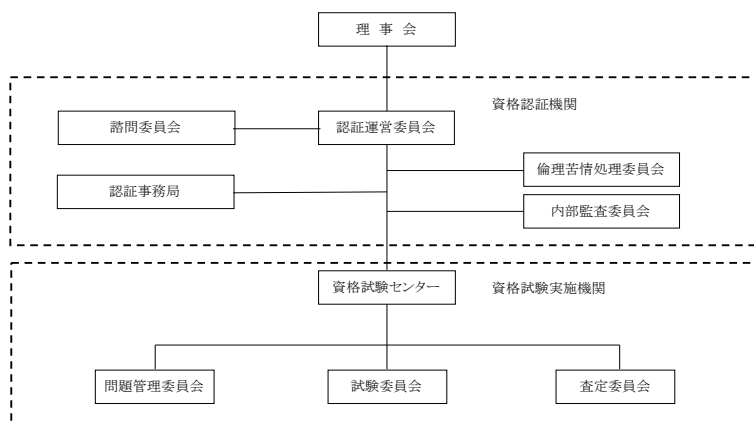 理 事 会
資格認証機関
諮問委員会
認証運営委員会
倫理苦情処理委員会
認証事務局
内部監査委員会
資格試験センター
資格試験実施機関
問題管理委員会
試験委員会
査定委員会